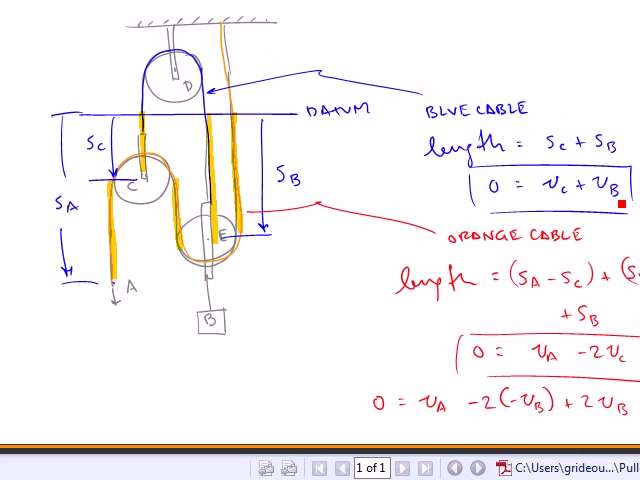 D
DATUM
BLUE CABLE
length = Sc + SB
Sc
0 = vc + vB
C
SA
SB
E
ORANGE CABLE
length = (SA - Sc) + (S
A
+ SB
B
0 = vA - 2vc
0 = vA - 2(-vB) + 2vB
1 of 1
C:\Users\grideou...\Pull